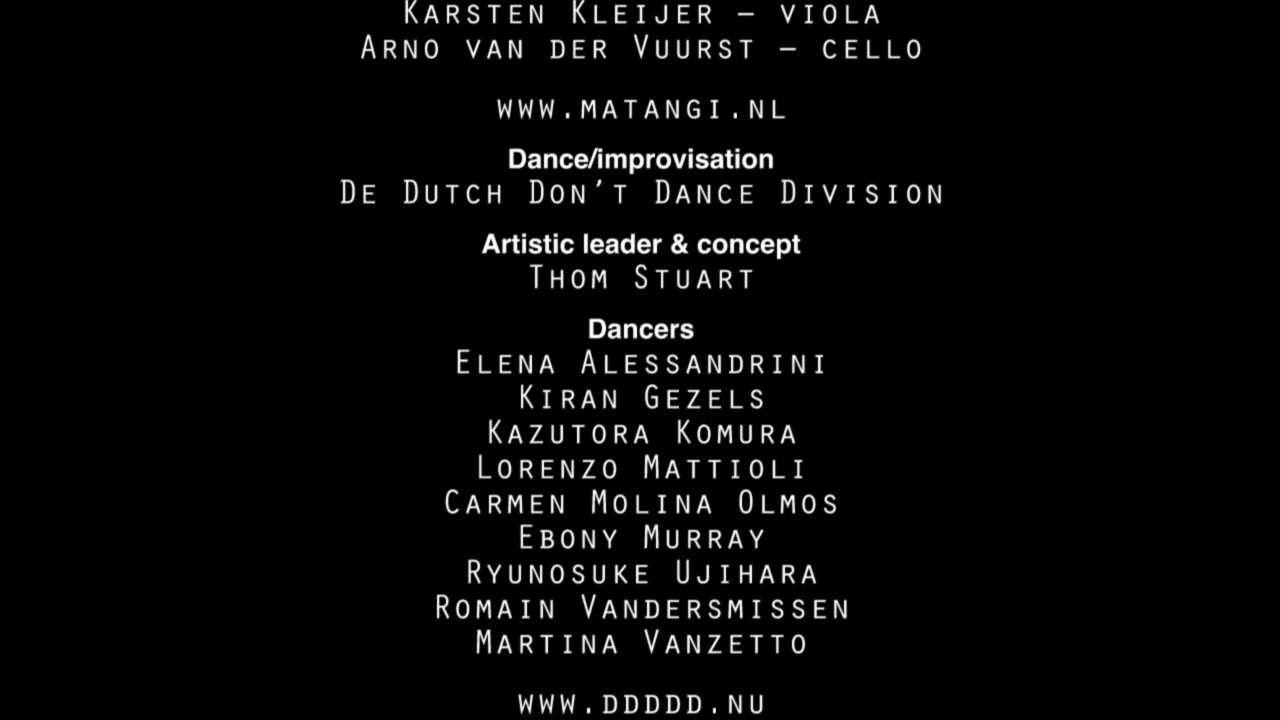 Karsten Kleijer – viola
Arno van der Vuurst – cello
www.matangi.nl
Dance/improvisation
De Dutch Don't Dance Division
Artistic leader & concept
Thom Stuart
Dancers
Elena Alessandrini
Kiran Gezels
Kazutora Komura
Lorenzo Mattioli
Carmen Molina Olmos
Ebony Murray
Ryunosuke Ujihara
Romain Vandersmissen
Martina Vanzetto
www.ddddd.nu